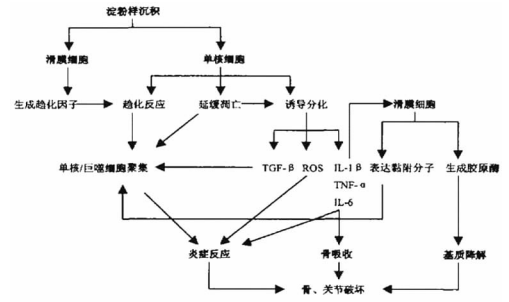 淀粉样沉积
滑膜细胞 单核细胞
生成趋化因子 趋化反应 延缓凋亡 诱导分化 滑膜细胞
单核/巨噬细胞聚集 TGF-β ROS IL-1β 表达黏附分子 生成胶原酶
TNF-α
IL-6
炎症反应 骨吸收 基质降解
骨、关节破坏